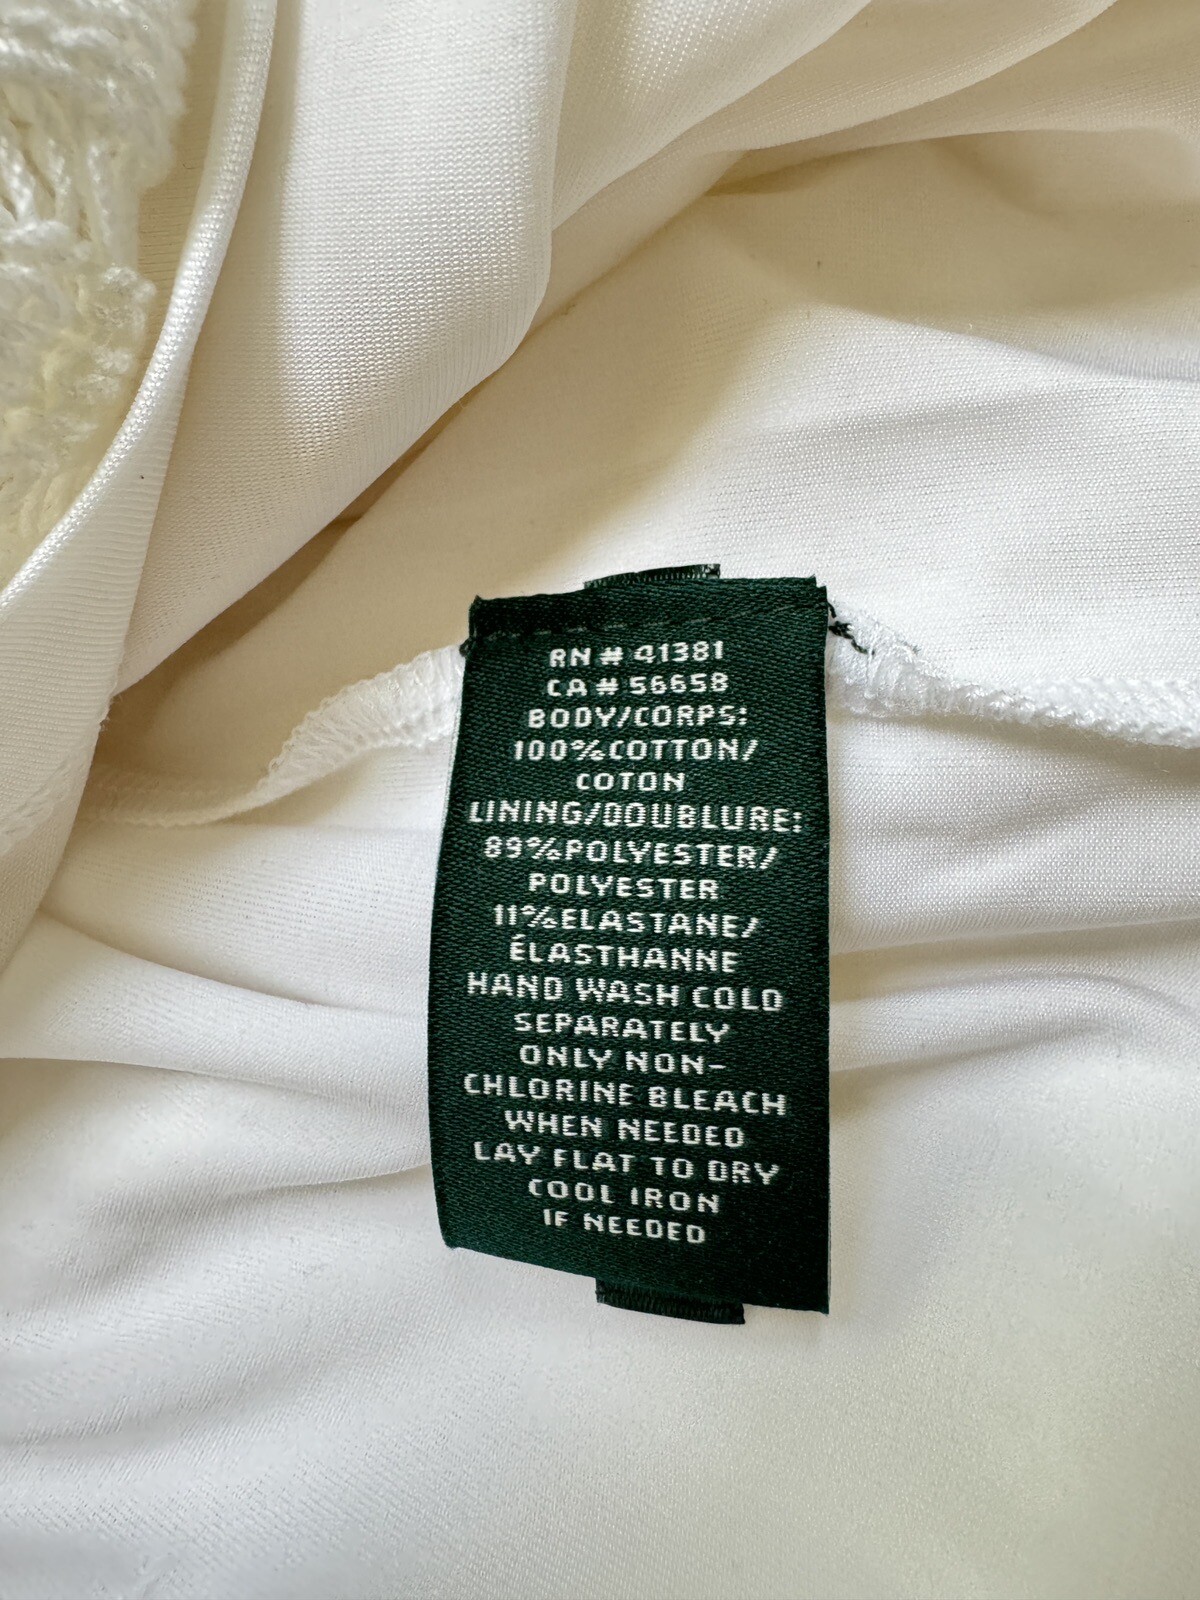 RN # 41381
CA # 56658
BODY/CORPS:
100%COTTON/
COTON
LINING/DOUBLURE:
89%POLYESTER/
POLYESTER
11%ELASTANE/
ÉLASTHANNE
HAND WASH COLD
SEPARATELY
ONLY NON-
CHLORINE BLEACH
WHEN NEEDED
LAY FLAT TO DRY
COOL IRON
IF NEEDED